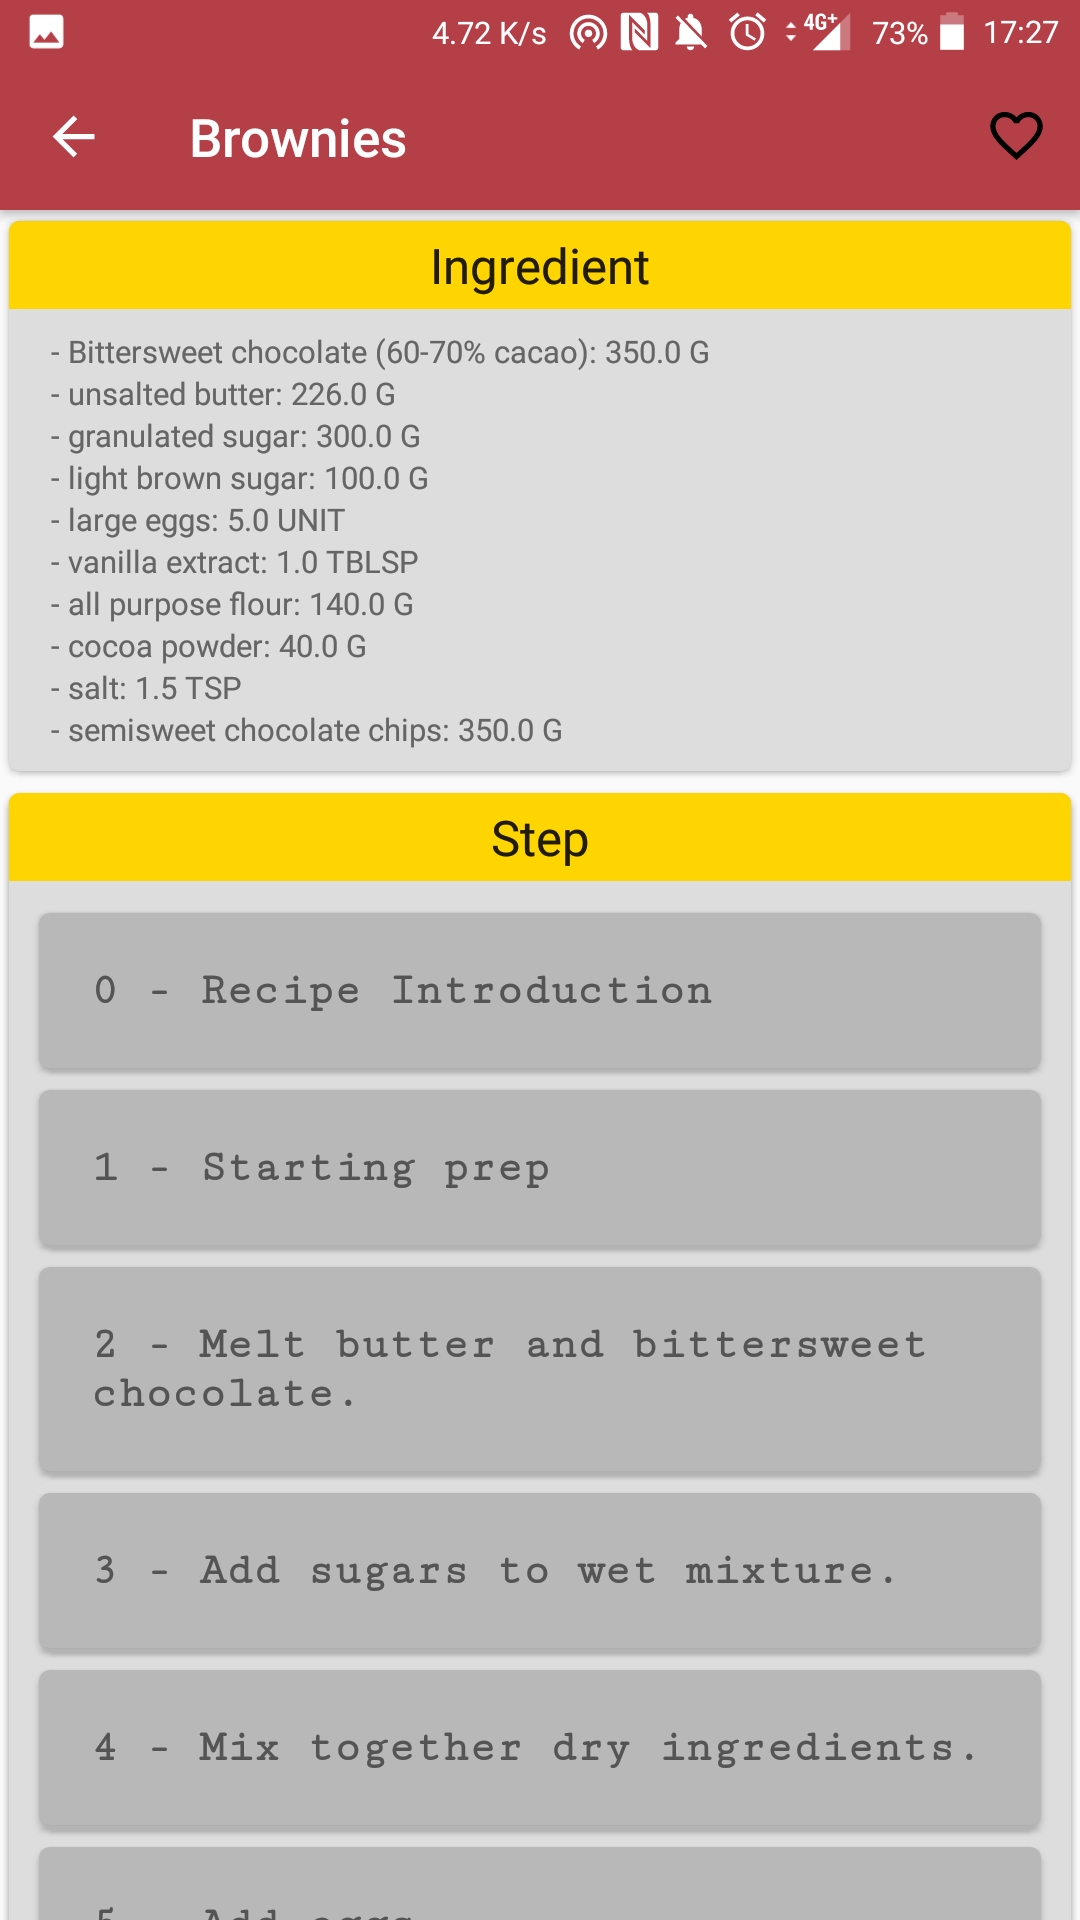 4.72 K/s 4G+ 73% 17:27
Brownies
Ingredient
- Bittersweet chocolate (60-70% cacao): 350.0 G
- unsalted butter: 226.0 G
- granulated sugar: 300.0 G
- light brown sugar: 100.0 G
- large eggs: 5.0 UNIT
- vanilla extract: 1.0 TBLSP
- all purpose flour: 140.0 G
- cocoa powder: 40.0 G
- salt: 1.5 TSP
- semisweet chocolate chips: 350.0 G
Step
0 - Recipe Introduction
1 - Starting prep
2 - Melt butter and bittersweet
chocolate.
3 - Add sugars to wet mixture.
4 - Mix together dry ingredients.
5 - Add eggs